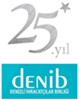 25.yıl
denib
DENİZLİ İHRACATÇILAR BİRLİĞİ